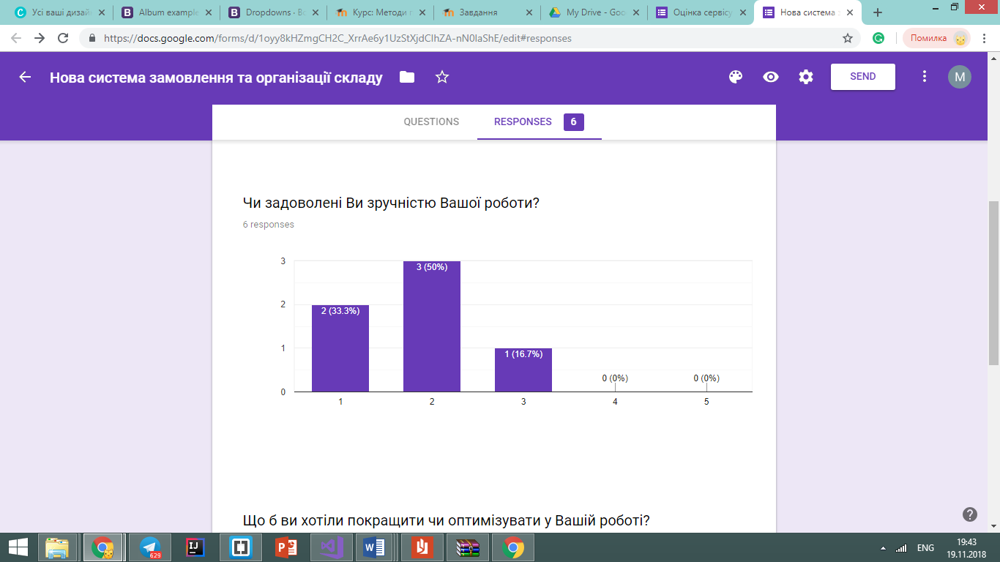 Усі ваші дизай
Album example
Dropdowns · Bo
Курс: Методи п
Завдання
My Drive - Goo
Оцінка сервісу
Нова система з
https://docs.google.com/forms/d/1oyy8kHZmgCH2C_XrrAe6y1UzStXjdClhZA-nN0laShE/edit#responses
Помилка
Нова система замовлення та організації складу
SEND
M
QUESTIONS
RESPONSES 6
Чи задоволені Ви зручністю Вашої роботи?
6 responses
3
2
1
0
2 (33.3%)
3 (50%)
1 (16.7%)
0 (0%)
0 (0%)
1 2 3 4 5
Що б ви хотіли покращити чи оптимізувати у Вашій роботі?
629
ENG
19:43
19.11.2018